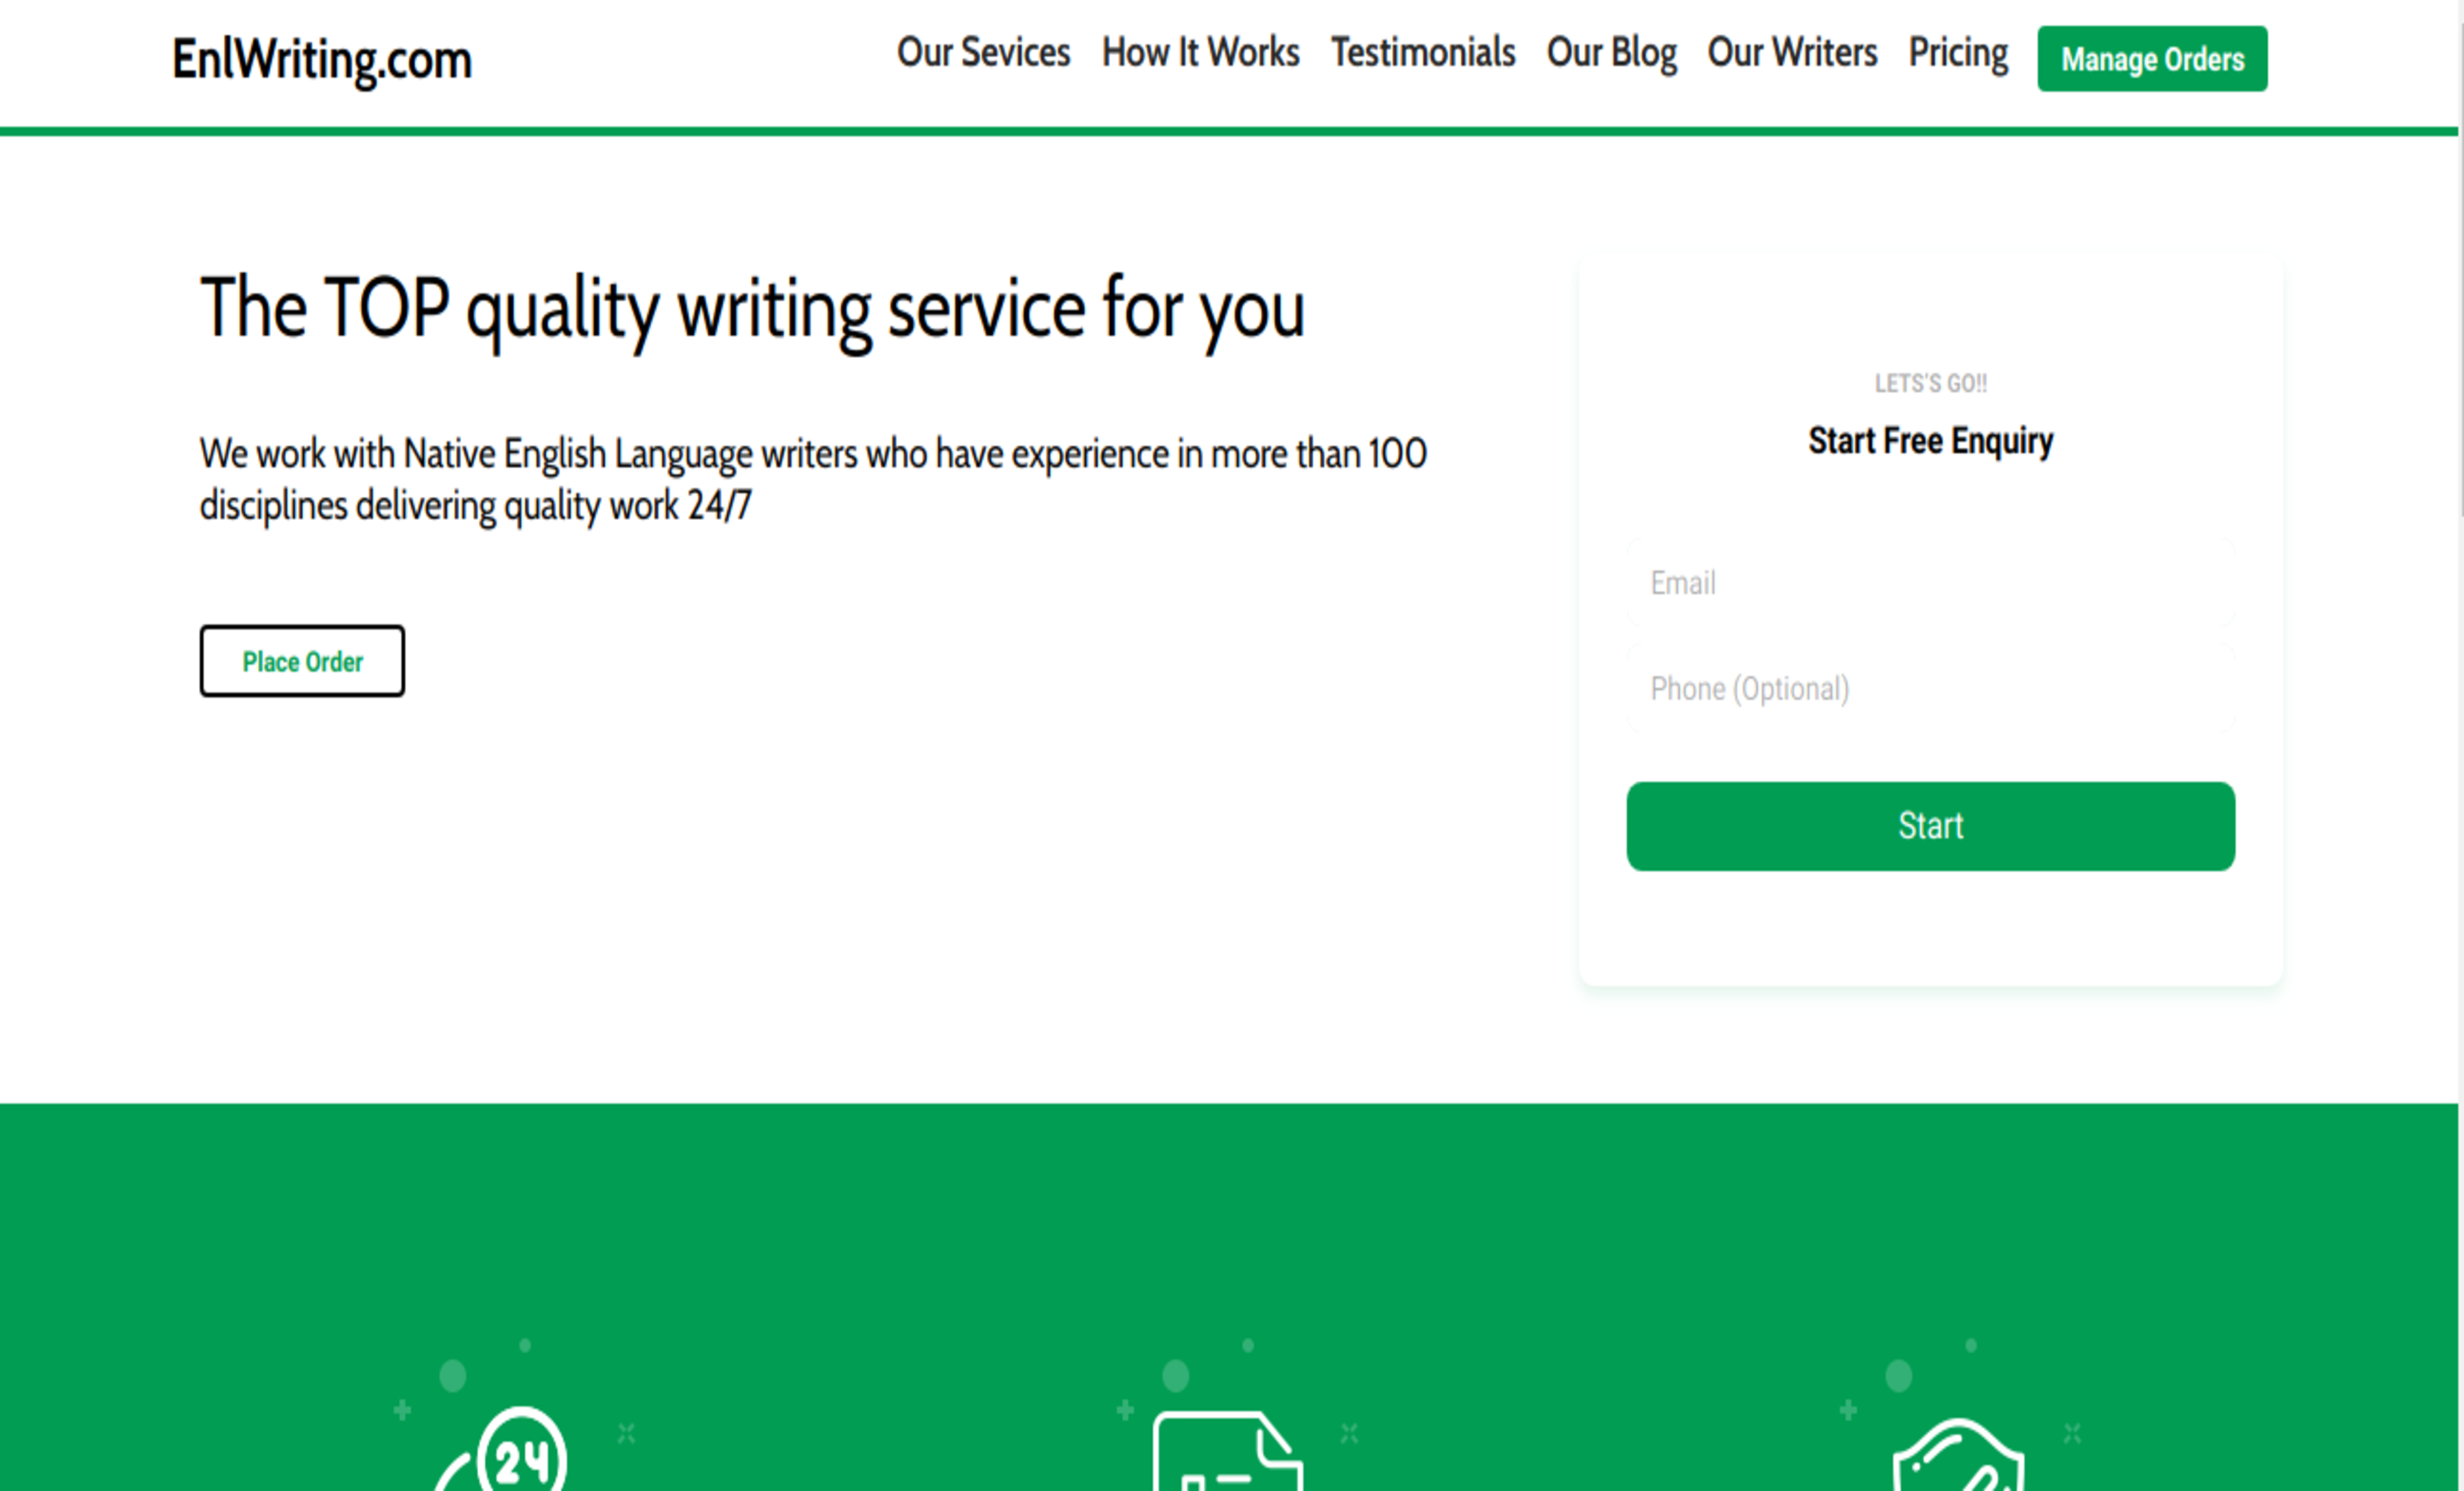 EnlWriting.com
Our Sevices How It Works Testimonials Our Blog Our Writers Pricing Manage Orders
The TOP quality writing service for you
We work with Native English Language writers who have experience in more than 100
disciplines delivering quality work 24/7
Place Order
LETS'S GO!!
Start Free Enquiry
Email
Phone (Optional)
Start
24